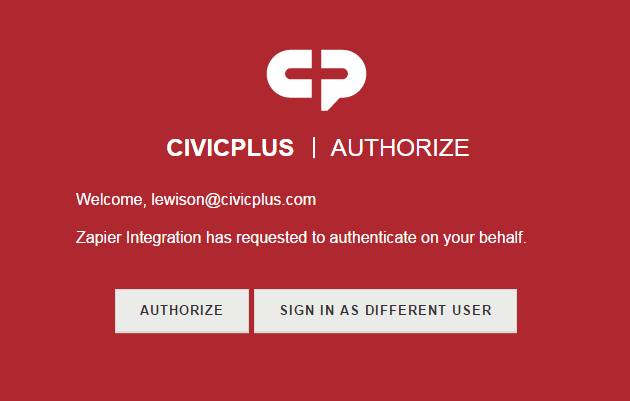 CIVICPLUS | AUTHORIZE
Welcome, lewison@civicplus.com
Zapier Integration has requested to authenticate on your behalf.
AUTHORIZE SIGN IN AS DIFFERENT USER